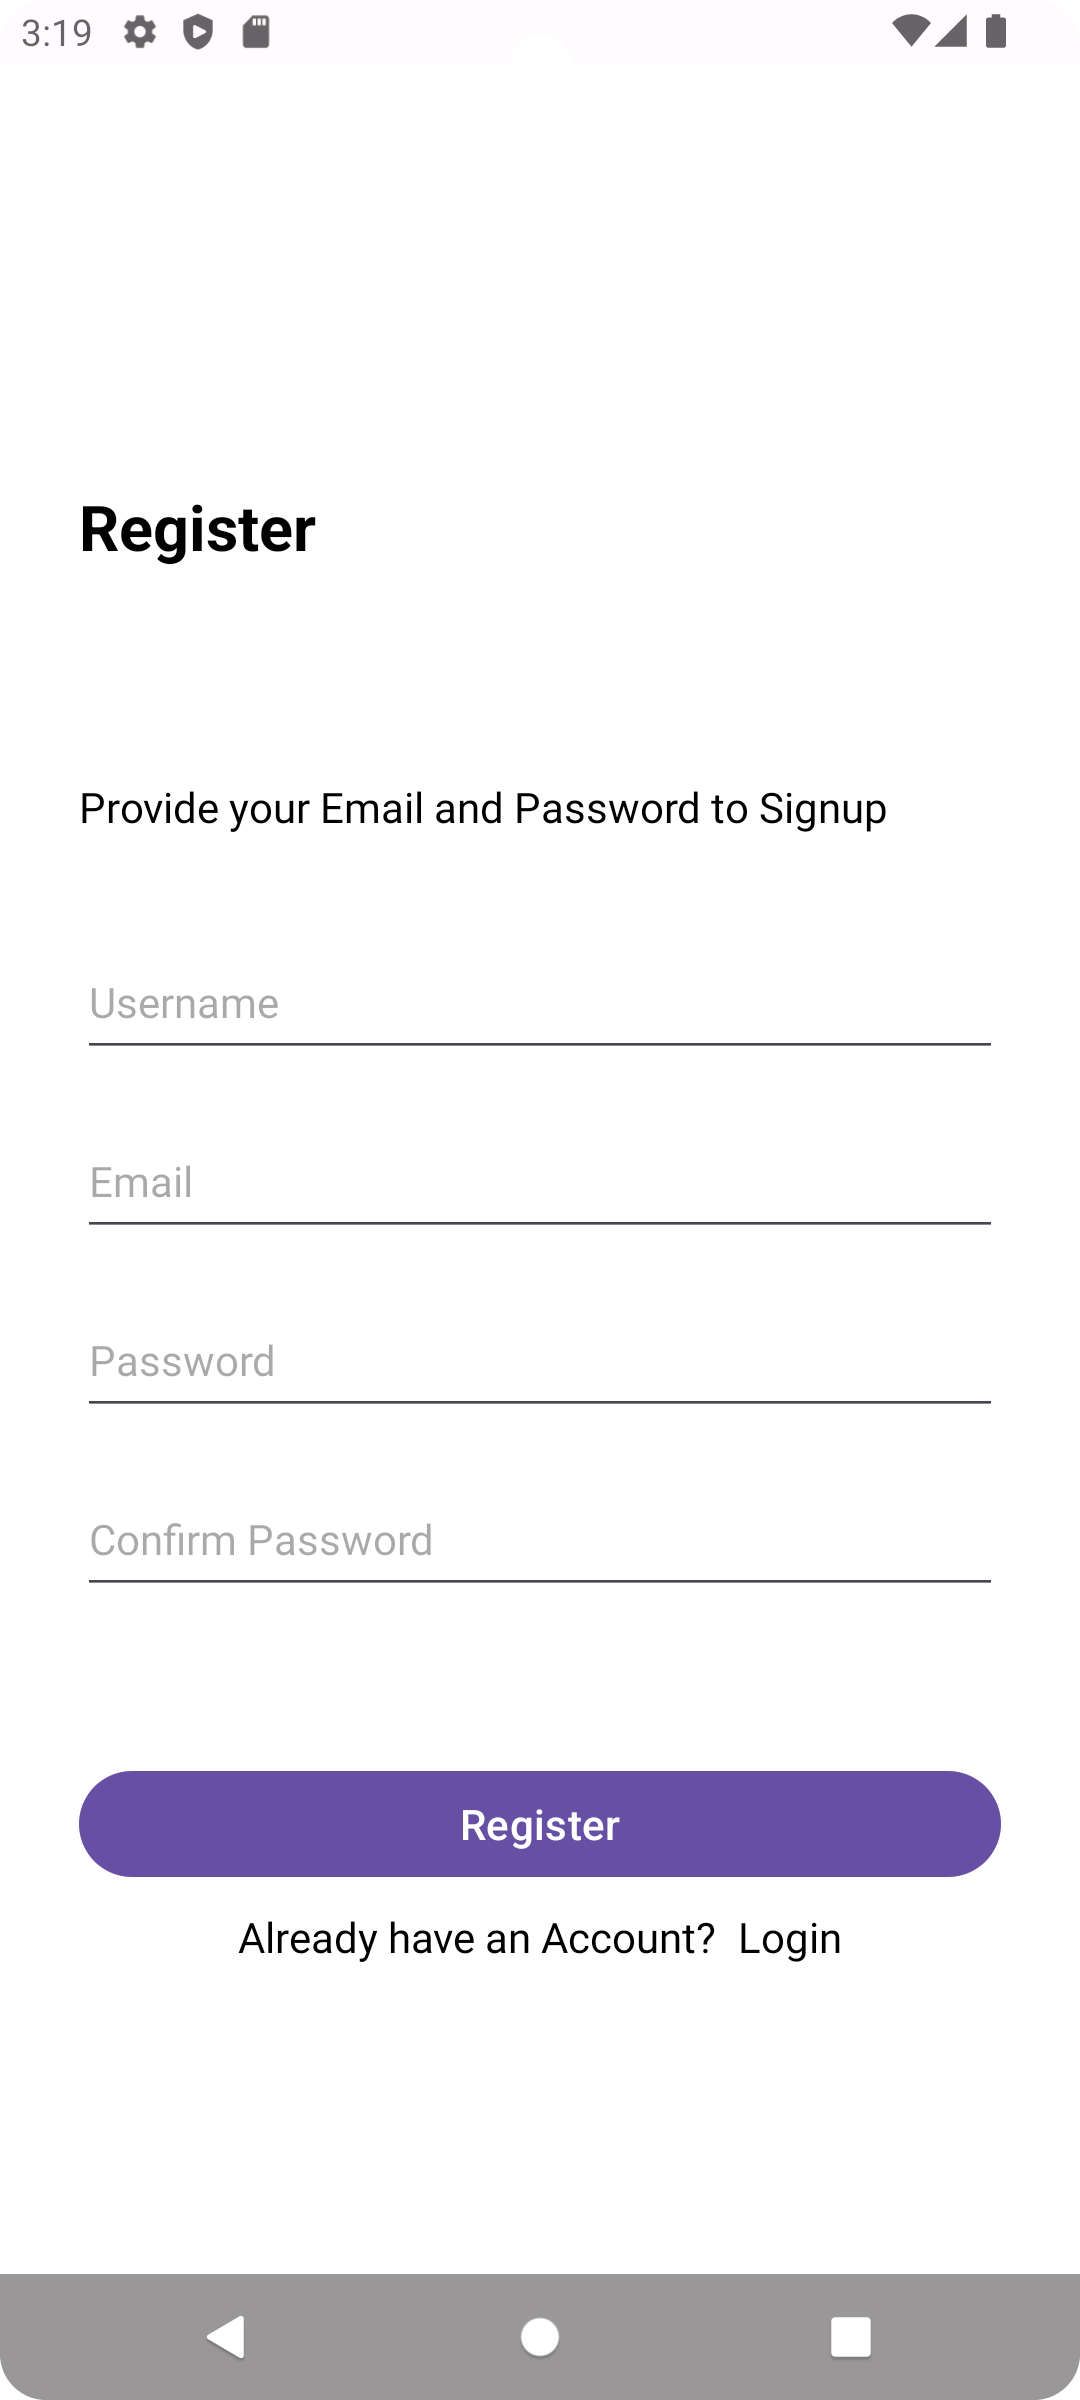 3:19
Register
Provide your Email and Password to Signup
Username
Email
Password
Confirm Password
Register
Already have an Account? Login